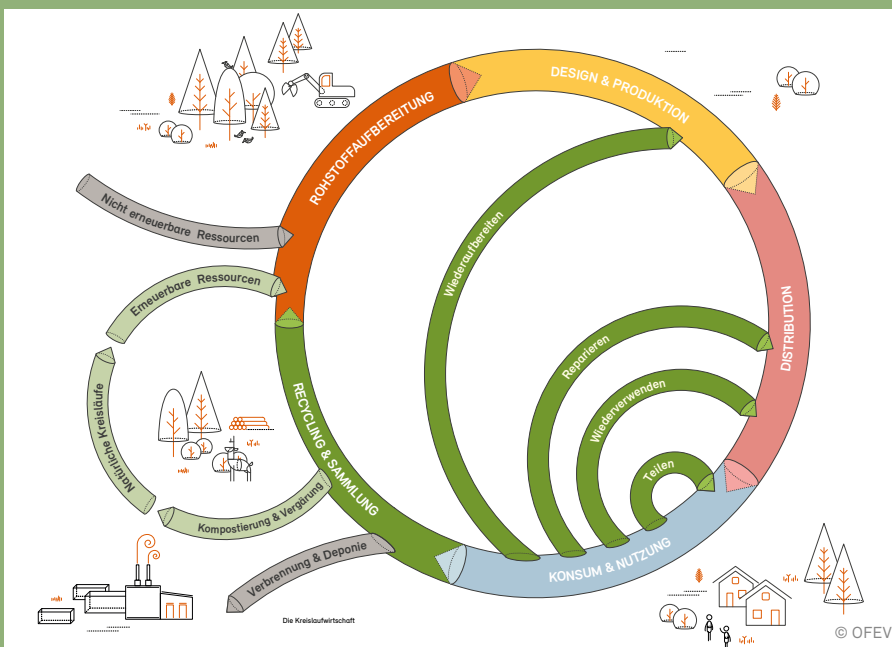 DESIGN & PRODUKTION
ROHSTOFFAUFBEREITUNG
Nicht erneuerbare Ressourcen
Wiederaufbereiten
Erneuerbare Ressourcen
DISTRIBUTION
Reparieren
RECYCLING & SAMMLUNG
Natürliche Kreisläufe
Wiederverwenden
Teilen
Kompostierung & Vergärung
KONSUM & NUTZUNG
Verbrennung & Deponie
Die Kreislaufwirtschaft
© OFEV